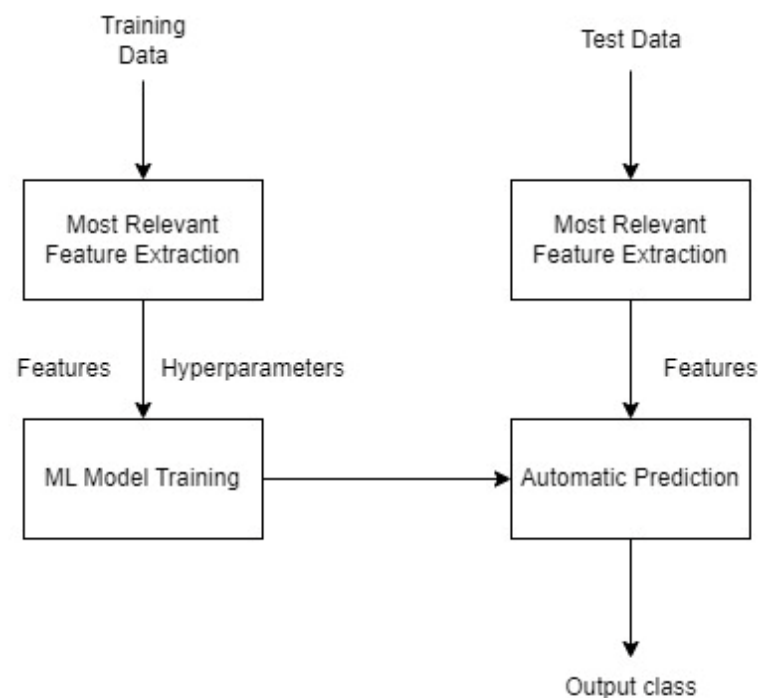 Training
Data
Test Data
Most Relevant
Feature Extraction
Most Relevant
Feature Extraction
Features
Hyperparameters
Features
ML Model Training
Automatic Prediction
Output class